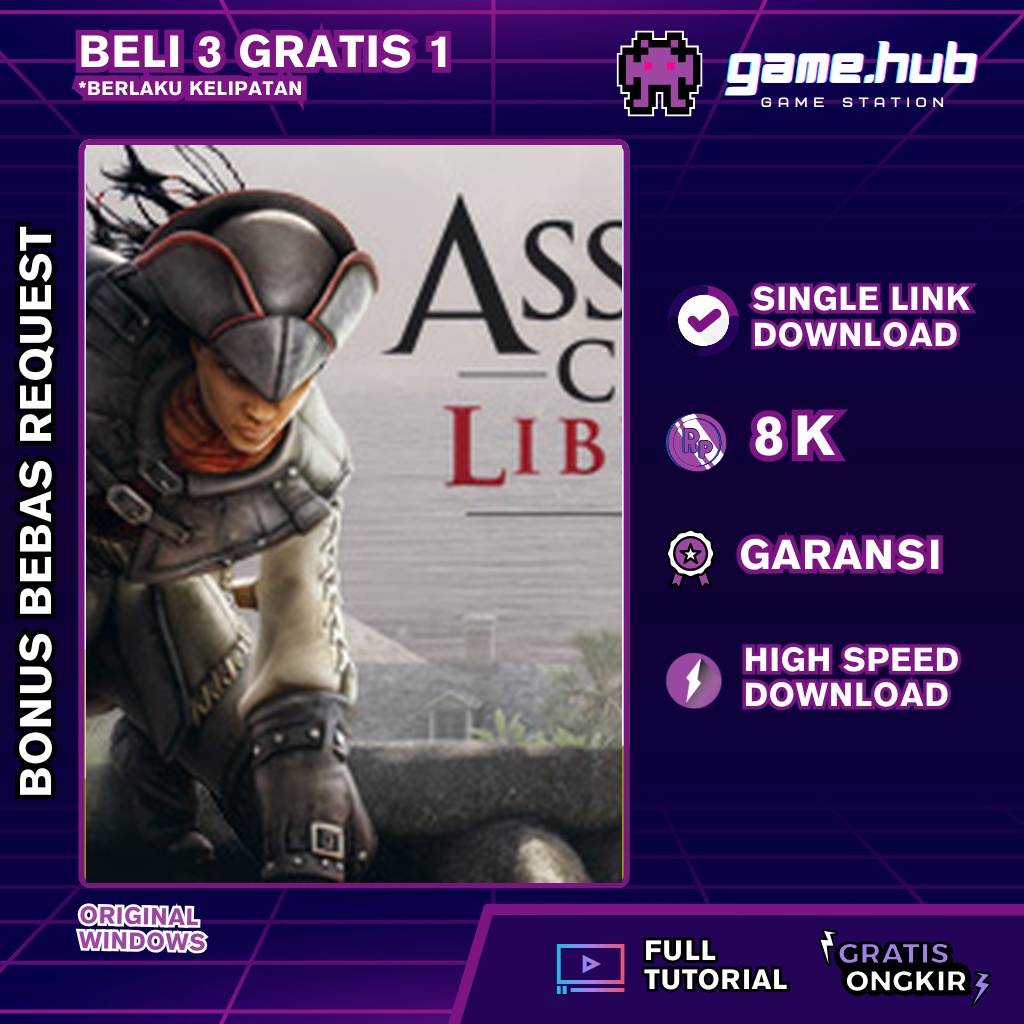 BELI 3 GRATIS 1
*BERLAKU KELIPATAN
game.hub
GAME STATION
BONUS BEBAS REQUEST
ASS
C
LIB
SINGLE LINK
DOWNLOAD
Rp
8K
GARANSI
HIGH SPEED
DOWNLOAD
ORIGINAL
WINDOWS
FULL
TUTORIAL
GRATIS
ONGKIR